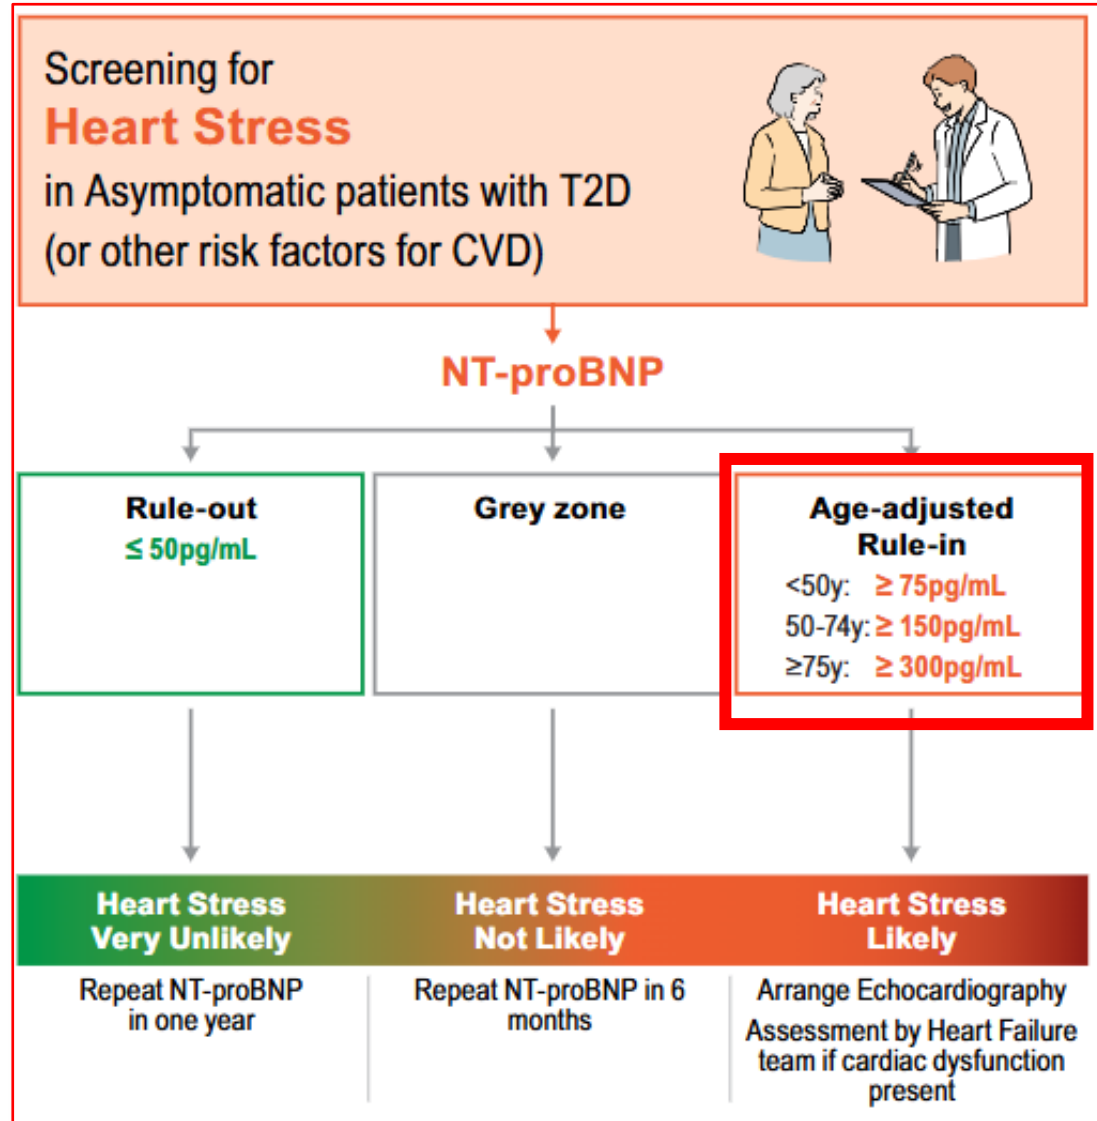 Screening for
Heart Stress
in Asymptomatic patients with T2D
(or other risk factors for CVD)
NT-proBNP
Rule-out
≤ 50pg/mL
Grey zone
Age-adjusted
Rule-in
<50y: ≥ 75pg/mL
50-74y: ≥ 150pg/mL
≥75y: ≥ 300pg/mL
Heart Stress
Very Unlikely
Heart Stress
Not Likely
Heart Stress
Likely
Repeat NT-proBNP
in one year
Repeat NT-proBNP in 6
months
Arrange Echocardiography
Assessment by Heart Failure
team if cardiac dysfunction
present